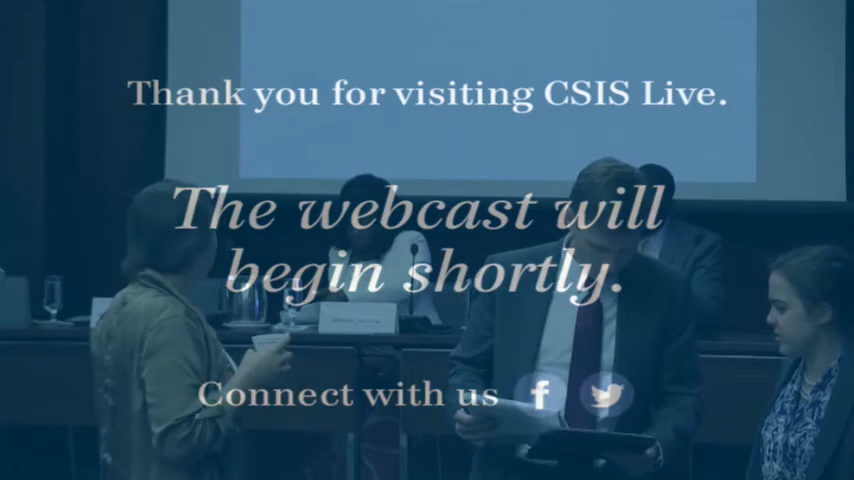 Thank you for visiting CSIS Live.
The webcast will
begin shortly.
Connect with us